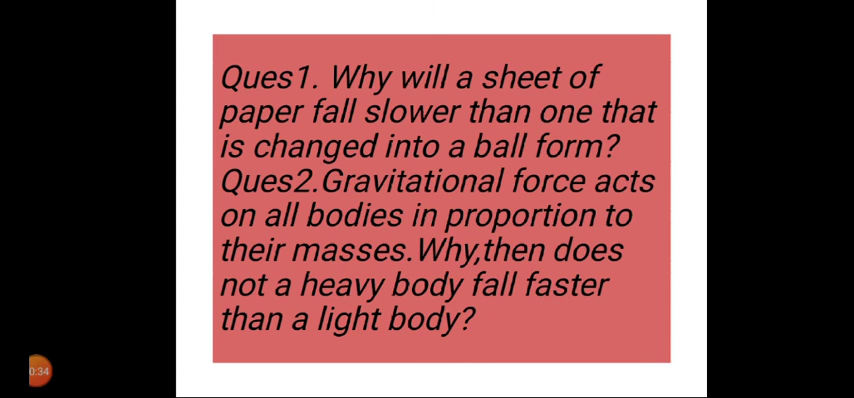 Ques1. Why will a sheet of
paper fall slower than one that
is changed into a ball form?
Ques2.Gravitational force acts
on all bodies in proportion to
their masses.Why,then does
not a heavy body fall faster
than a light body?
0:34